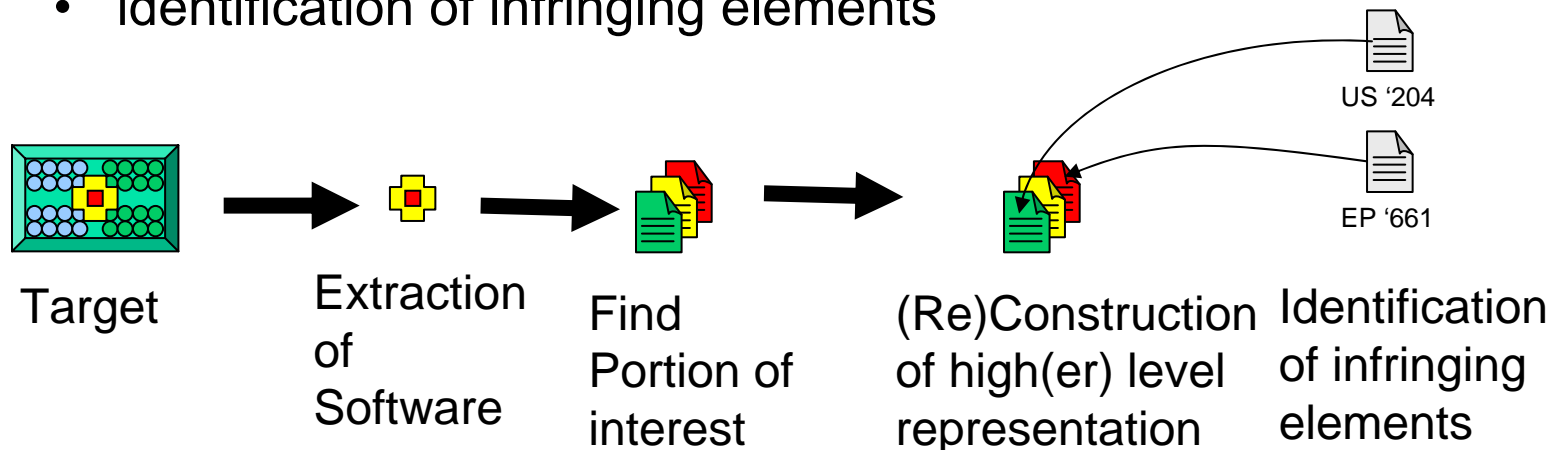 • Identification of infringing elements
US ‘204
EP ‘661
Target
Extraction
of
Software
Find
Portion of
interest
(Re)Construction
of high(er) level
representation
Identification
of infringing
elements